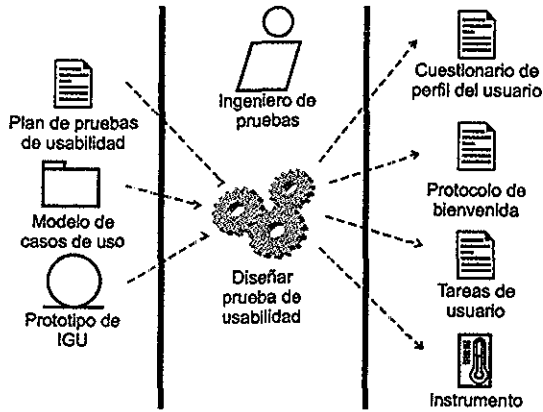 Plan de pruebas
de usabilidad
Modelo de
casos de uso
Prototipo de
IGU
Ingeniero de
pruebas
Diseñar
prueba de
usabilidad
Cuestionario de
perfil del usuario
Protocolo de
bienvenida
Tareas de
usuario
Instrumento